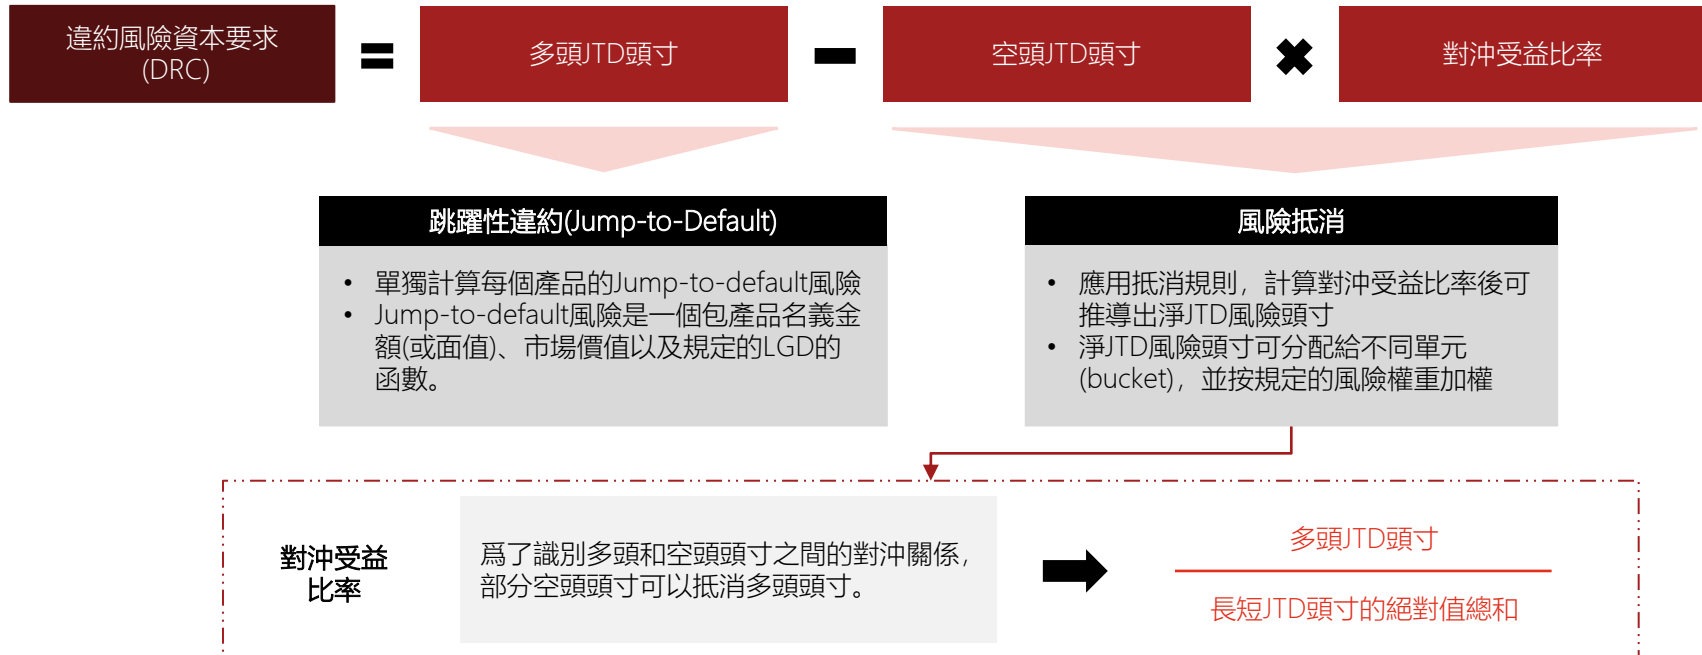 違約風險資本要求
(DRC)
=
多頭JTD頭寸
空頭JTD頭寸
對沖受益比率
跳躍性違約(Jump-to-Default)
• 單獨計算每個產品的Jump-to-default風險
• Jump-to-default風險是一個包產品名義金
額(或面值)、市場價值以及規定的LGD的
函數。
風險抵消
• 應用抵消規則，計算對沖受益比率後可
推導出淨JTD風險頭寸
• 淨JTD風險頭寸可分配給不同單元
(bucket)，並按規定的風險權重加權
對沖受益
比率
爲了識別多頭和空頭頭寸之間的對沖關係，
部分空頭頭寸可以抵消多頭頭寸。
多頭JTD頭寸
長短JTD頭寸的絕對值總和